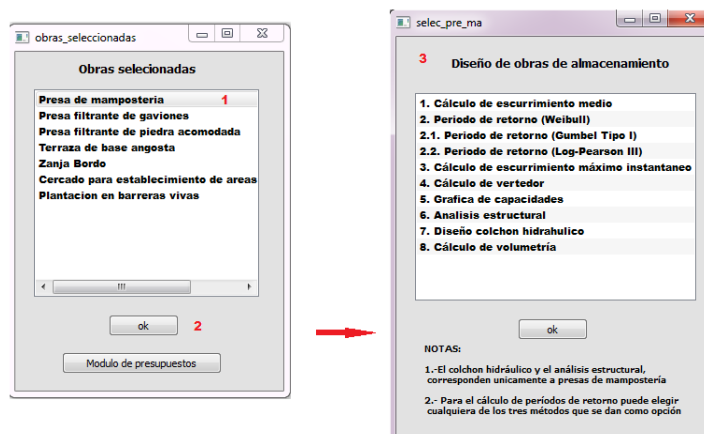 obras_seleccionadas
Obras selecionadas
Presa de mamposteria 1
Presa filtrante de gaviones
Presa filtrante de piedra acomodada
Terraza de base angosta
Zanja Bordo
Cercado para establecimiento de areas
Plantacion en barreras vivas
ok 2
Modulo de presupuestos
selec_pre_ma
3 Diseño de obras de almacenamiento
1. Cálculo de escurrimiento medio
2. Periodo de retorno (Weibull)
2.1. Periodo de retorno (Gumbel Tipo I)
2.2. Periodo de retorno (Log-Pearson III)
3. Cálculo de escurrimiento máximo instantaneo
4. Cálculo de vertedor
5. Grafica de capacidades
6. Analisis estructural
7. Diseño colchon hidrahulico
8. Cálculo de volumetría
ok
NOTAS:
1.-El colchon hidráulico y el análisis estructural,
corresponden unicamente a presas de mampostería
2.- Para el cálculo de períodos de retorno puede elegir
cualquiera de los tres métodos que se dan como opción